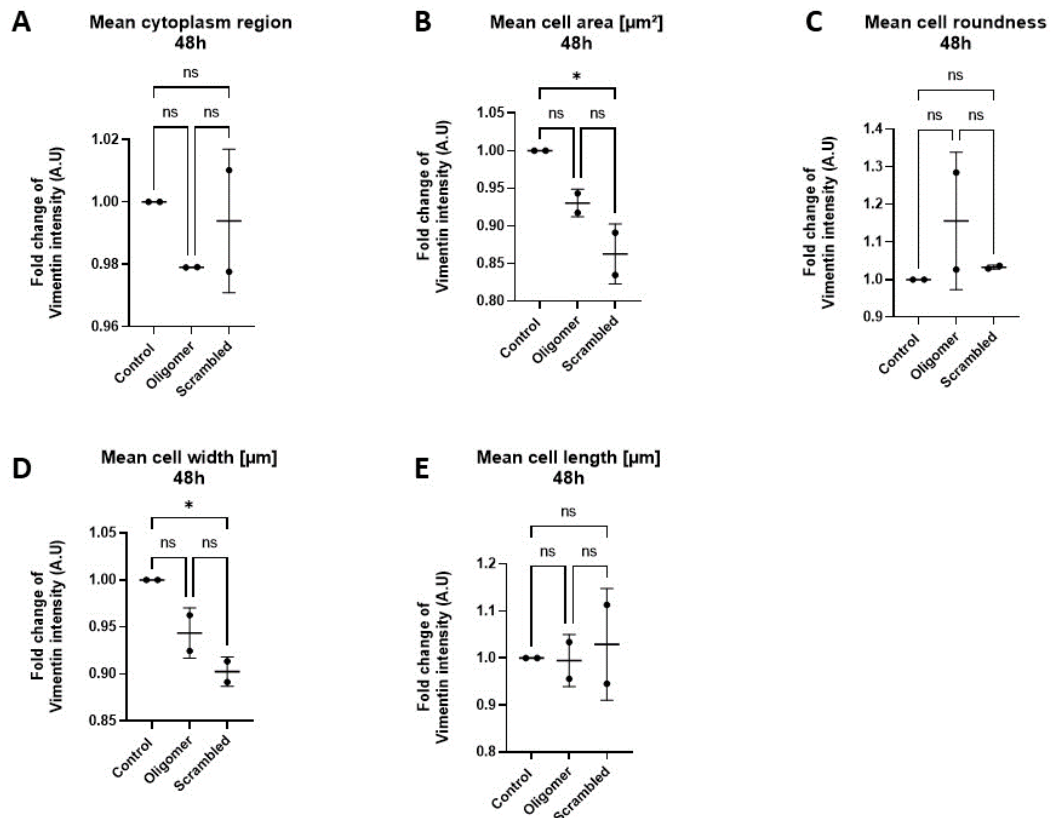 A
Mean cytoplasm region
48h
ns
ns
ns
Fold change of
Vimentin intensity (A.U)
1.02
1.00
0.98
0.96
Control
Oligomer
Scrambled
B
Mean cell area [µm²]
48h
*
ns
ns
Fold change of
Vimentin intensity (A.U)
1.05
1.00
0.95
0.90
0.85
0.80
Control
Oligomer
Scrambled
C
Mean cell roundness
48h
ns
ns
ns
Fold change of
Vimentin intensity (A.U)
1.4
1.3
1.2
1.1
1.0
0.9
Control
Oligomer
Scrambled
D
Mean cell width [µm]
48h
*
ns
ns
Fold change of
Vimentin intensity (A.U)
1.05
1.00
0.95
0.90
0.85
Control
Oligomer
Scrambled
E
Mean cell length [µm]
48h
ns
ns
ns
Fold change of
Vimentin intensity (A.U)
1.2
1.1
1.0
0.9
0.8
Control
Oligomer
Scrambled